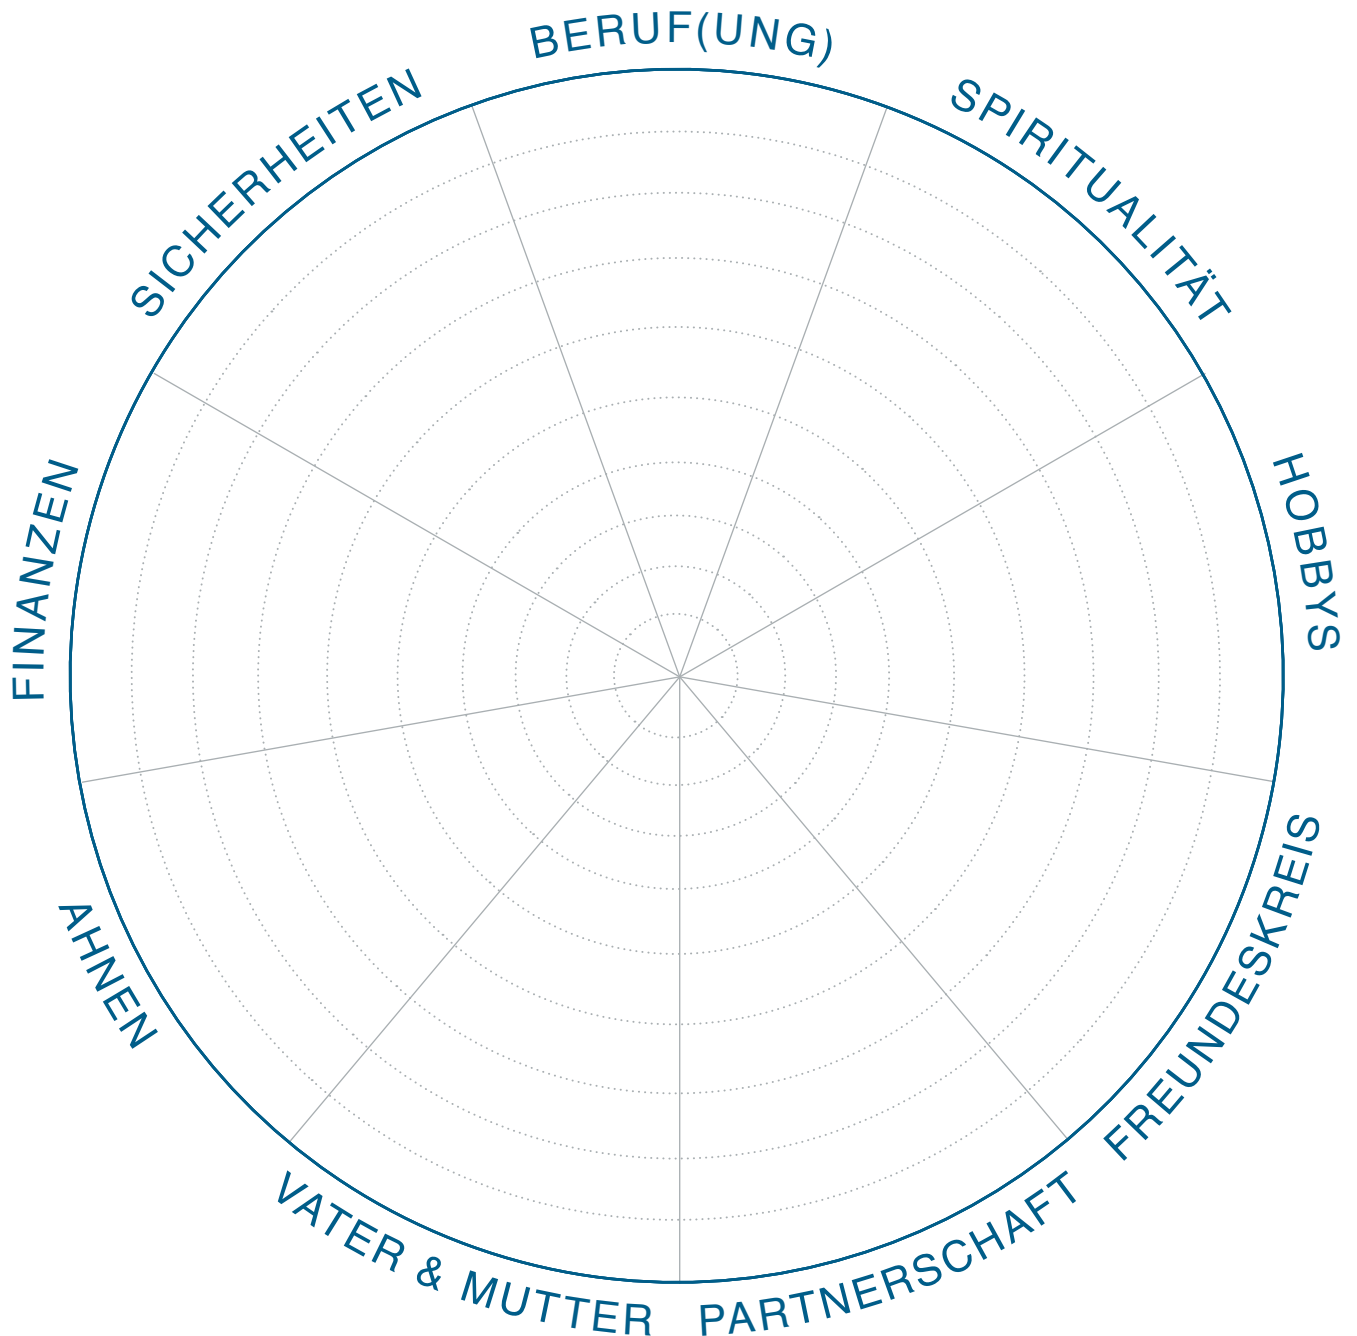 BERUF(UNG)
SPIRITUALITÄT
HOBBYS
FREUNDESKREIS
PARTNERSCHAFT
VATER & MUTTER
AHNEN
FINANZEN
SICHERHEITEN